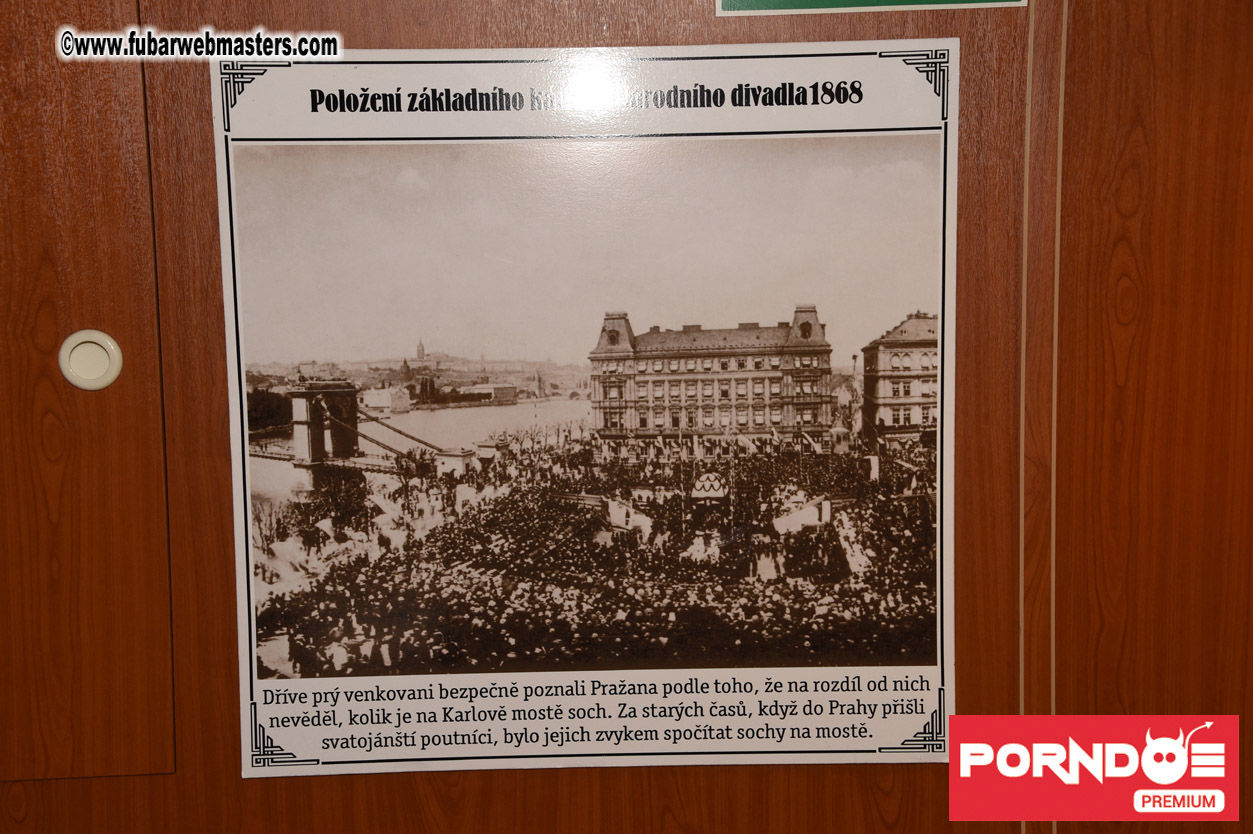 ©www.fubarwebmasters.com
Položení základního divadla1868
Dříve prý venkovani bezpečně poznali Pražana podle toho, že na rozdíl od nich
nevěděl, kolik je na Karlově mostě soch. Za starých časů, když do Prahy přišli
svatojánští poutníci, bylo jejich zvykem spočítat sochy na mostě.
PORNDOE
PREMIUM